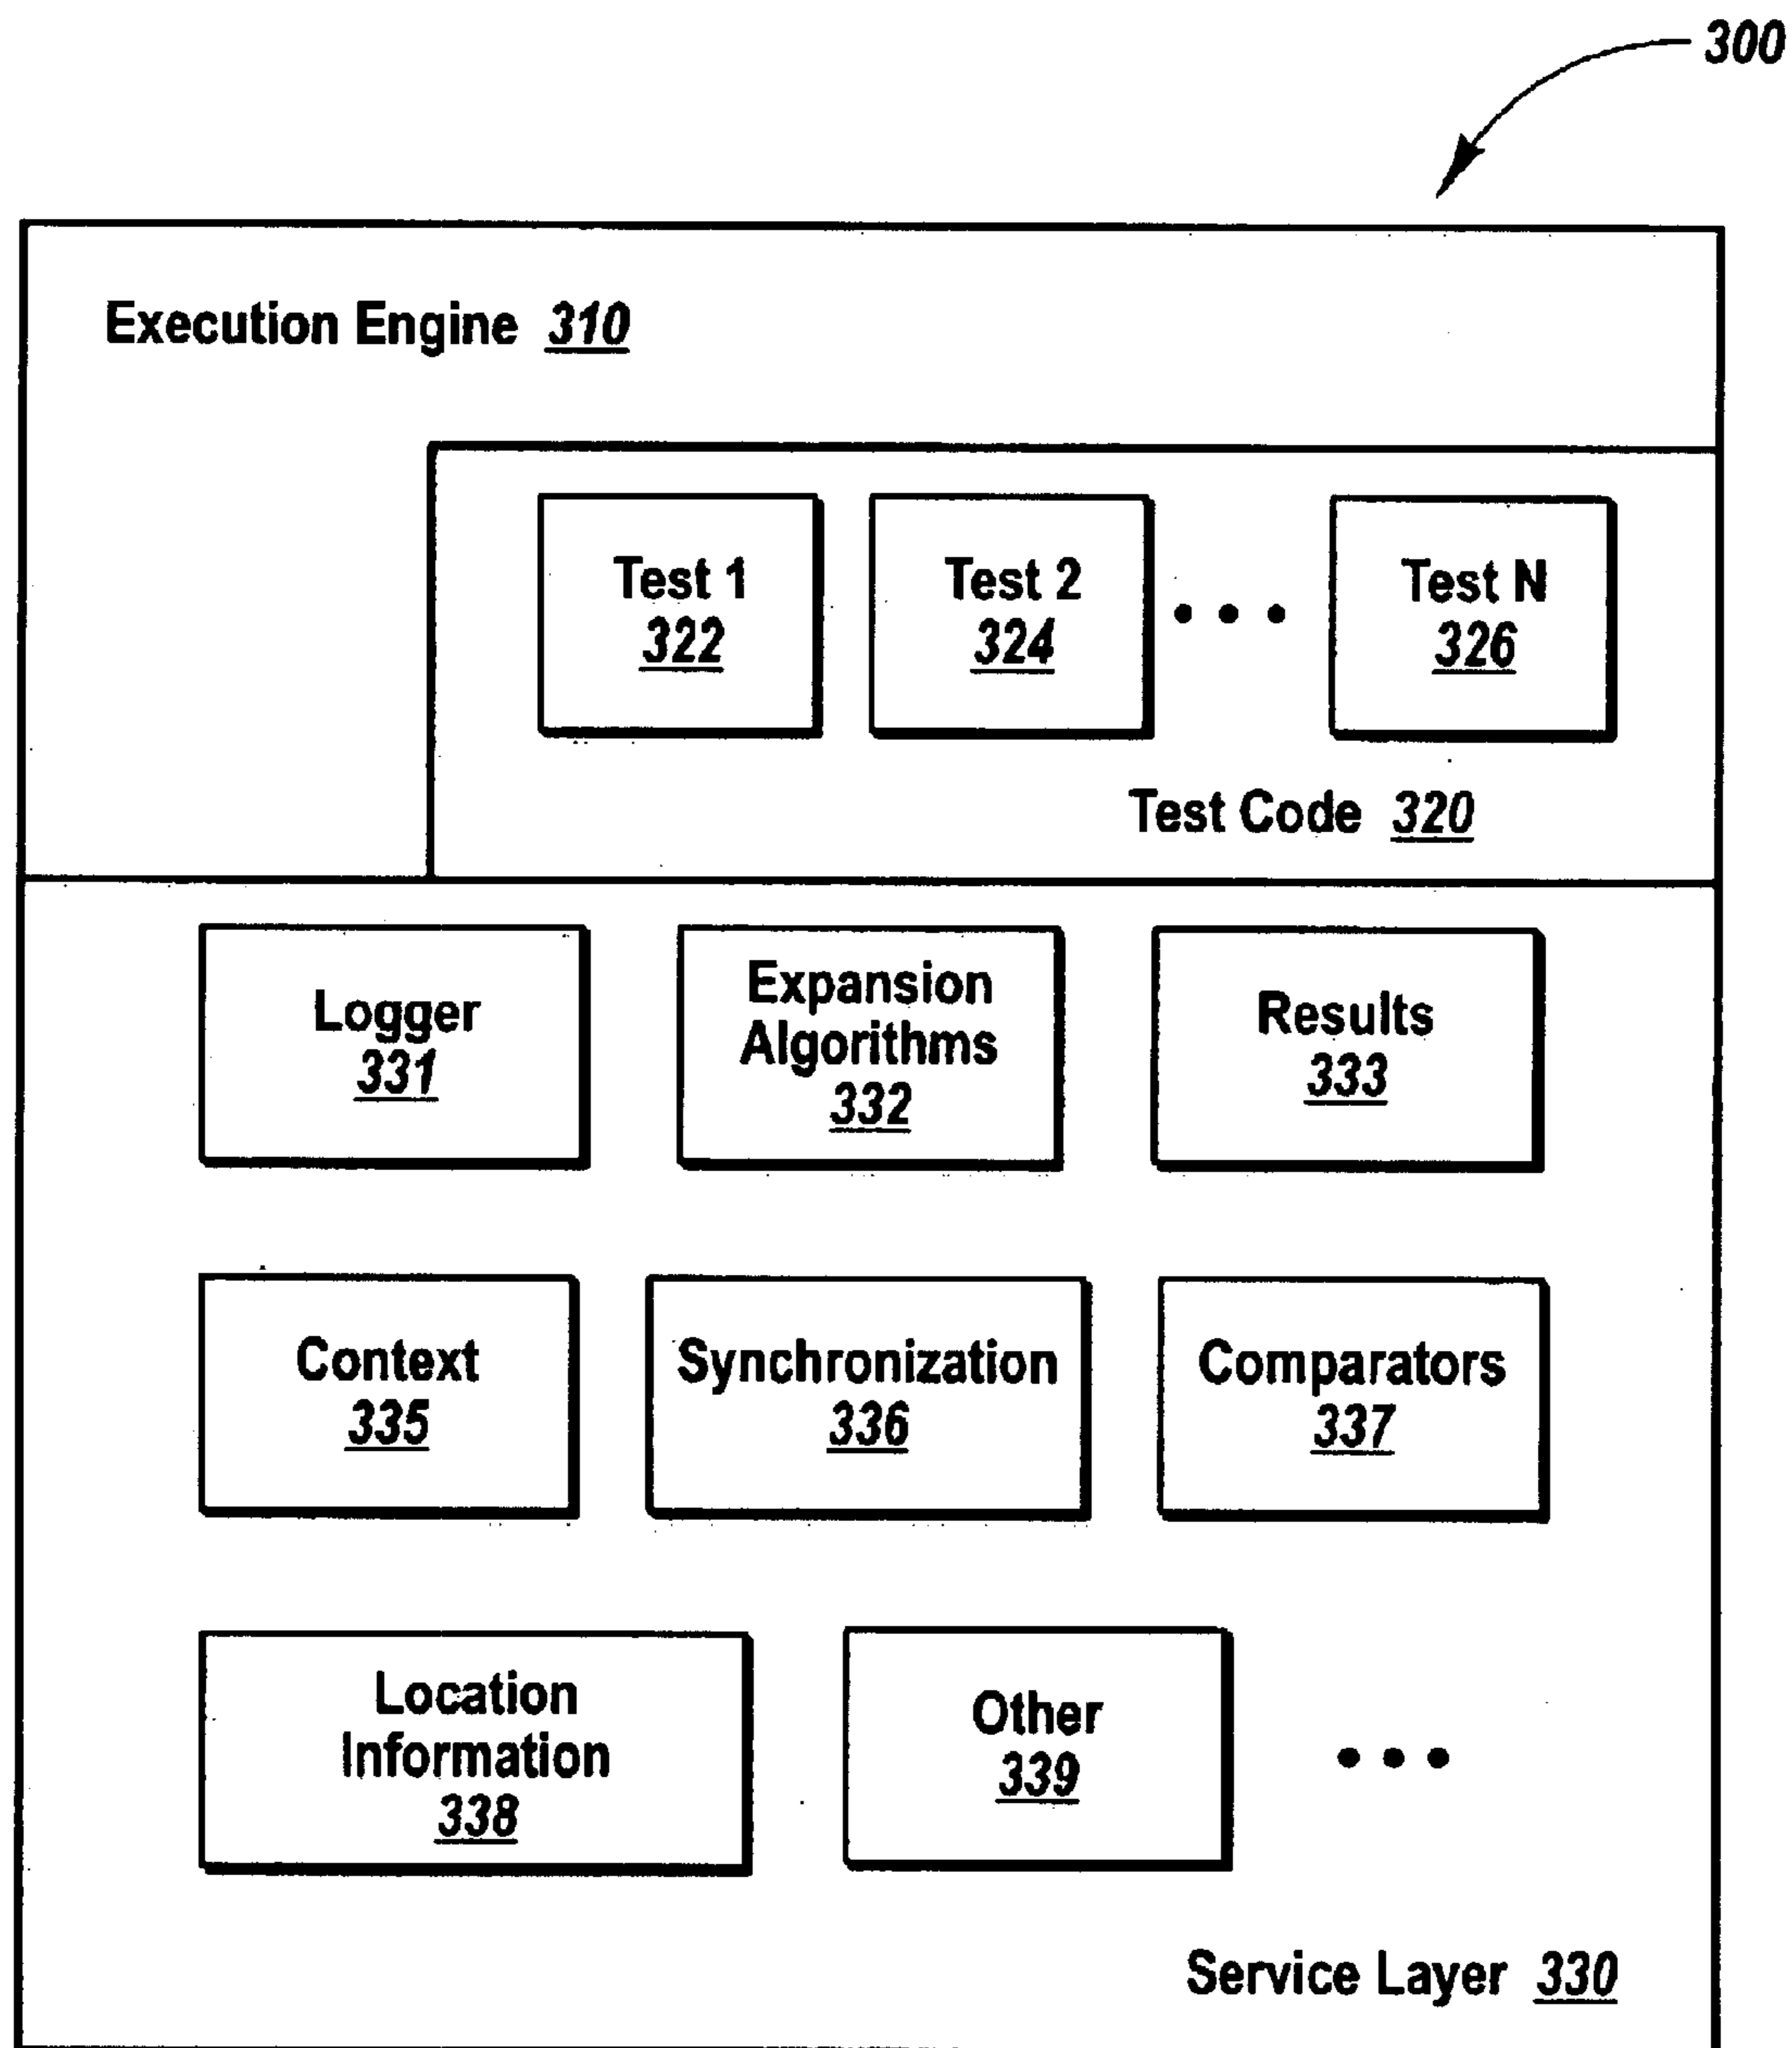 300
Execution Engine 310
Test 1
322
Test 2
324
Test N
326
Test Code 320
Logger
331
Expansion
Algorithms
332
Results
333
Context
335
Synchronization
336
Comparators
337
Location
Information
338
Other
339
Service Layer 330